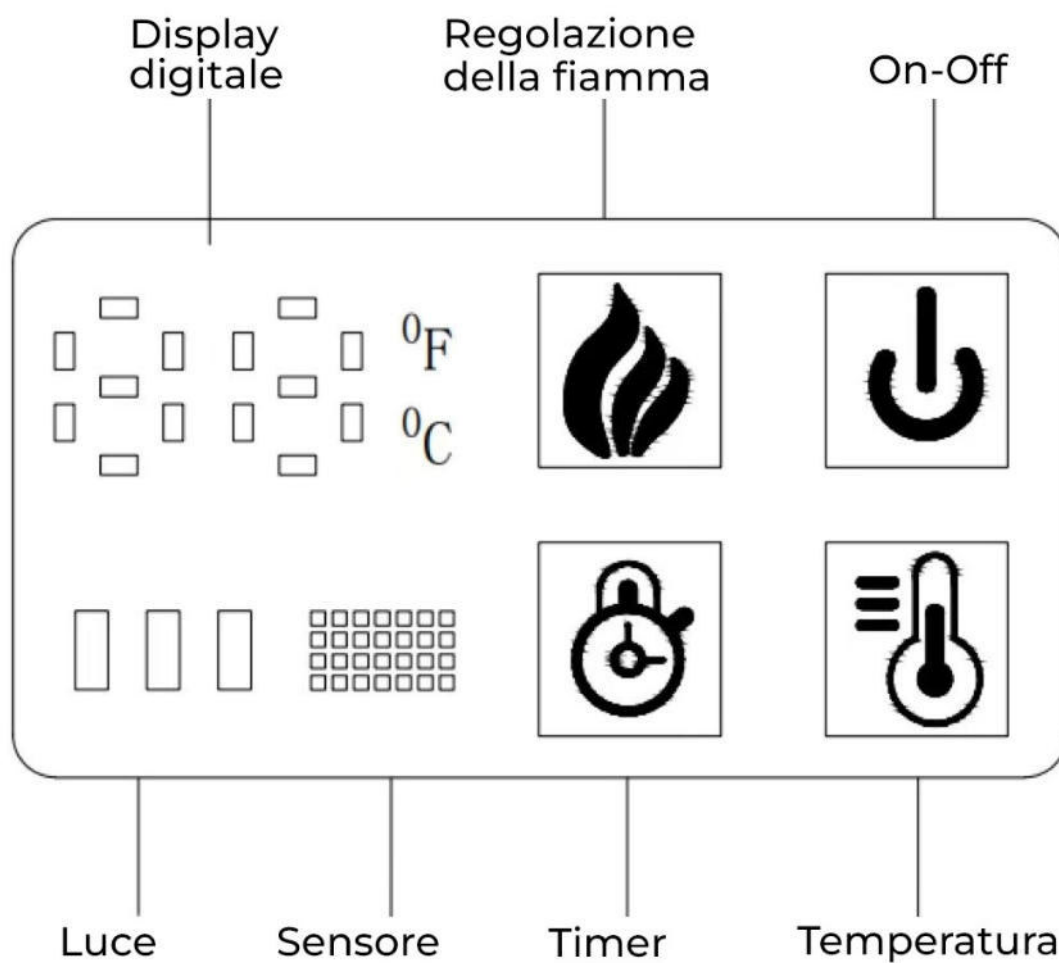 Display
digitale
Regolazione
della fiamma
On-Off
⁰F
⁰C
Luce
Sensore
Timer
Temperatura